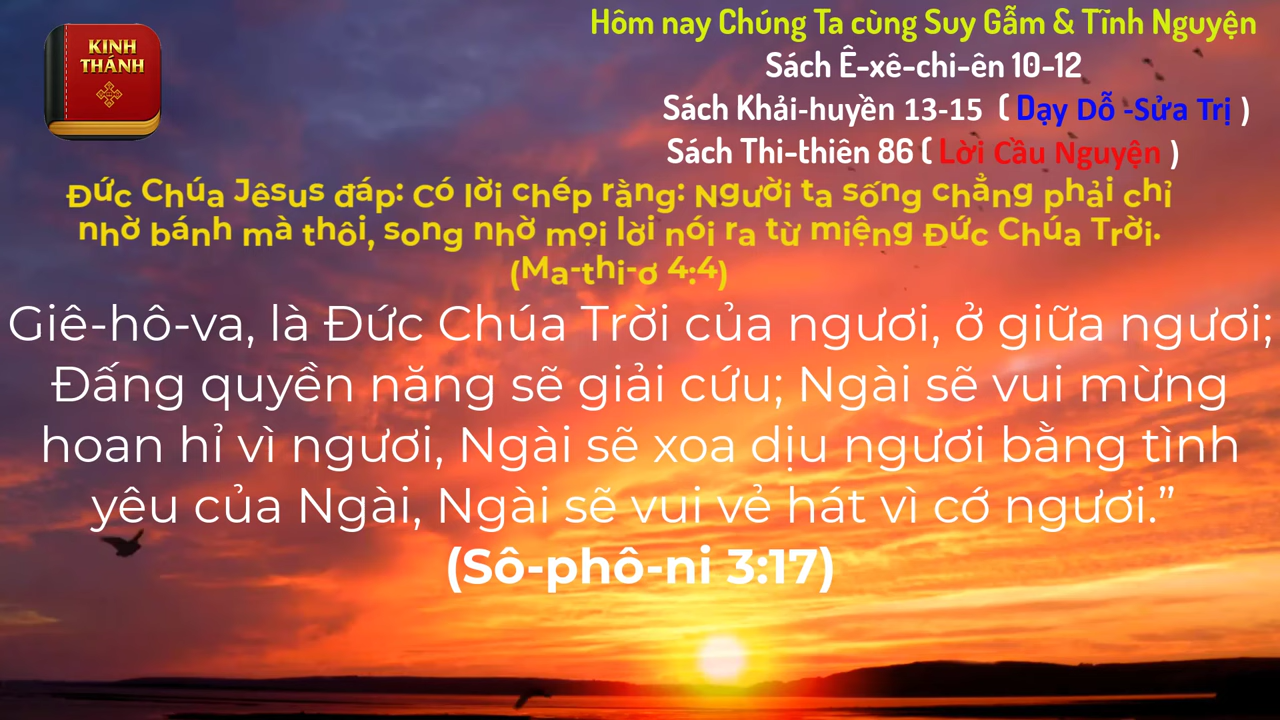 KINH
THÁNH
Hôm nay Chúng Ta cùng Suy Gẫm & Tĩnh Nguyện
Sách Ê-xê-chi-ên 10-12
Sách Khải-huyền 13-15 ( Dạy Dỗ -Sửa Trị )
Sách Thi-thiên 86 ( Lời Cầu Nguyện )
Đức Chúa Jêsus đáp: Có lời chép rằng: Người ta sống chẳng phải chỉ
nhờ bánh mà thôi, song nhờ mọi lời nói ra từ miệng Đức Chúa Trời.
(Ma-thi-ơ 4:4)
Giê-hô-va, là Đức Chúa Trời của ngươi, ở giữa ngươi;
Đấng quyền năng sẽ giải cứu; Ngài sẽ vui mừng
hoan hỉ vì ngươi, Ngài sẽ xoa dịu ngươi bằng tình
yêu của Ngài, Ngài sẽ vui vẻ hát vì cớ ngươi.”
(Sô-phô-ni 3:17)